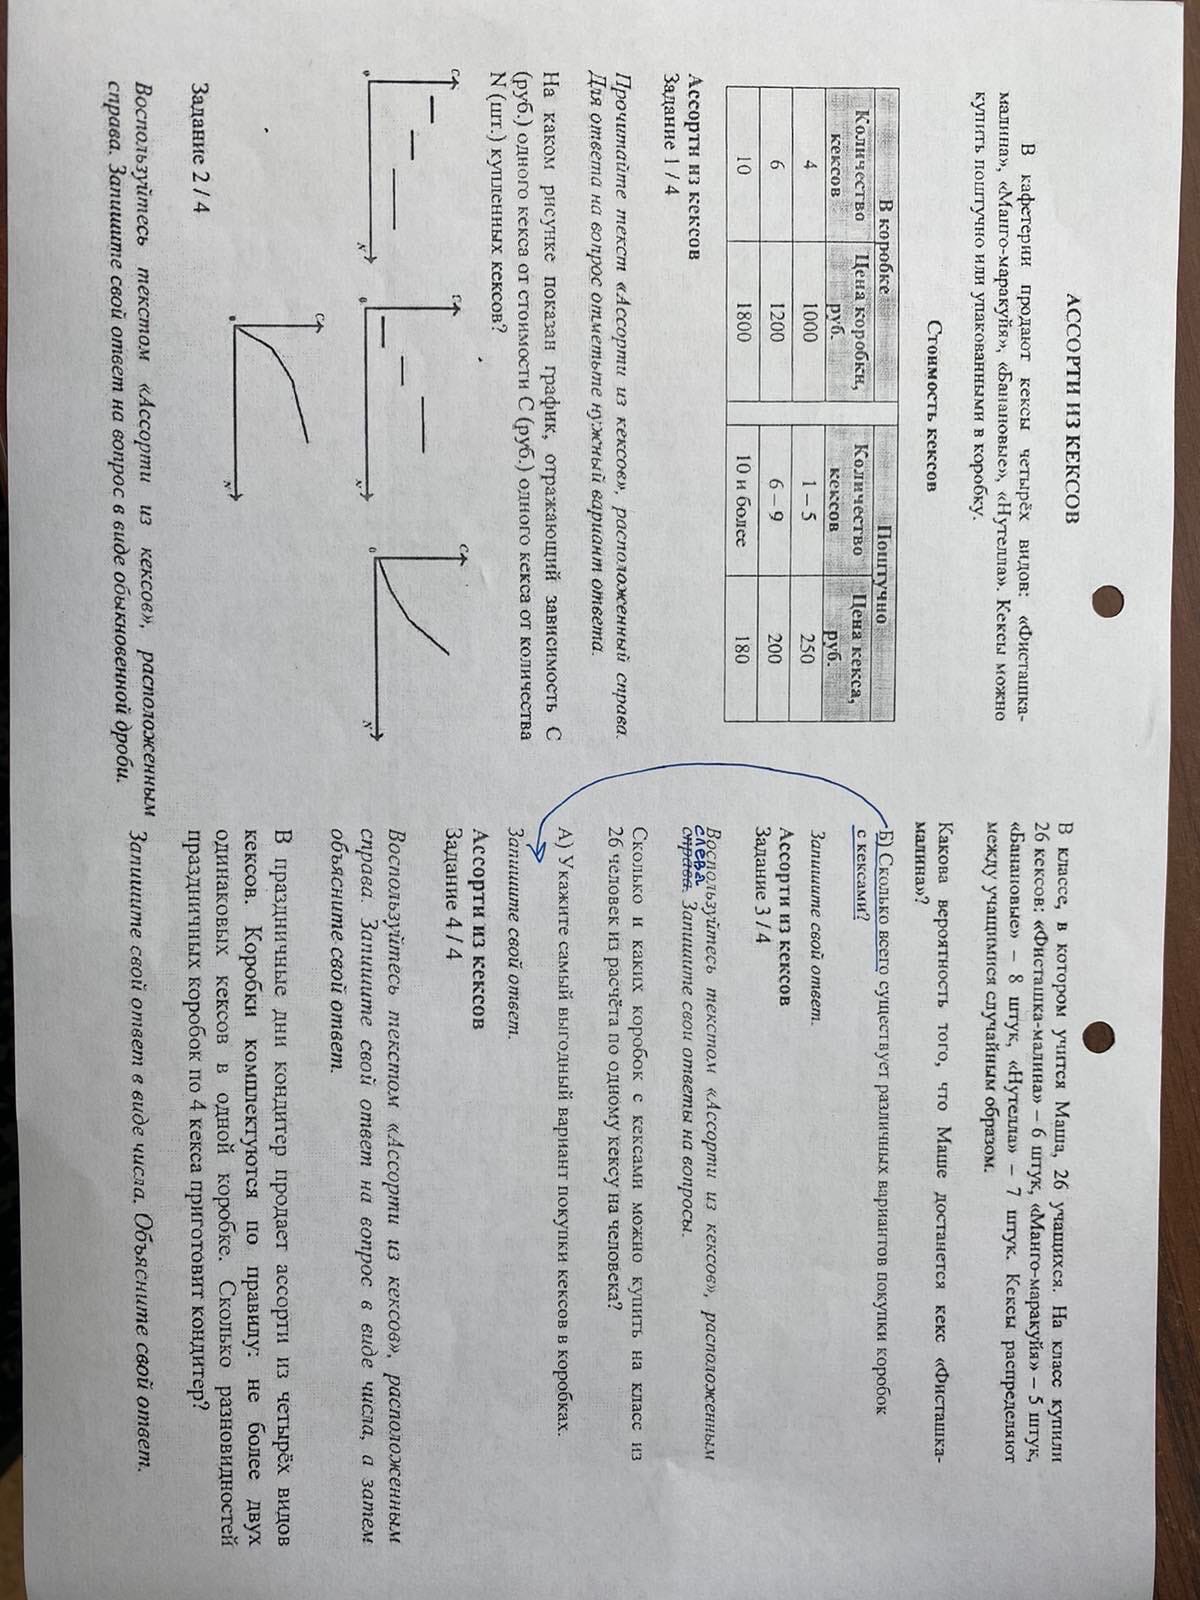 АССОРТИ ИЗ КЕКСОВ
В кафетерии продают кексы четырёх видов: «Фисташка-
малина», «Манго-маракуйя», «Банановые», «Нутелла». Кексы можно
купить поштучно или упакованными в коробку.
Стоимость кексов
В коробке
Поштучно
Количество кексов
Цена коробки, руб.
Количество кексов
Цена кекса, руб.
4 1000 1 – 5 250
6 1200 6 – 9 200
10 1800 10 и более 180
Ассорти из кексов
Задание 1 / 4
Прочитайте текст «Ассорти из кексов», расположенный справа.
Для ответа на вопрос отметьте нужный вариант ответа.
На каком рисунке показан график, отражающий зависимость С
(руб.) одного кекса от стоимости С (руб.) одного кекса от количества
N (шт.) купленных кексов?
C
0
N
C
0
N
C
0
N
C
0
N
Задание 2 / 4
Воспользуйтесь текстом «Ассорти из кексов», расположенным
справа. Запишите свой ответ на вопрос в виде обыкновенной дроби.
В классе, в котором учится Маша, 26 учащихся. На класс купили
26 кексов: «Фисташка-малина» – 6 штук, «Манго-маракуйя» – 5 штук,
«Банановые» – 8 штук, «Нутелла» – 7 штук. Кексы распределяют
между учащимися случайным образом.
Какова вероятность того, что Маше достанется кекс «Фисташка-
малина»?
Б) Сколько всего существует различных вариантов покупки коробок
с кексами?
Запишите свой ответ.
Ассорти из кексов
Задание 3 / 4
Воспользуйтесь текстом «Ассорти из кексов», расположенным
слева
справа. Запишите свои ответы на вопросы.
Сколько и каких коробок с кексами можно купить на класс из
26 человек из расчёта по одному кексу на человека?
А) Укажите самый выгодный вариант покупки кексов в коробках.
Запишите свой ответ.
Ассорти из кексов
Задание 4 / 4
Воспользуйтесь текстом «Ассорти из кексов», расположенным
справа. Запишите свой ответ на вопрос в виде числа, а затем
объясните свой ответ.
В праздничные дни кондитер продает ассорти из четырёх видов
кексов. Коробки комплектуются по правилу: не более двух
одинаковых кексов в одной коробке. Сколько разновидностей
праздничных коробок по 4 кекса приготовит кондитер?
Запишите свой ответ в виде числа. Объясните свой ответ.